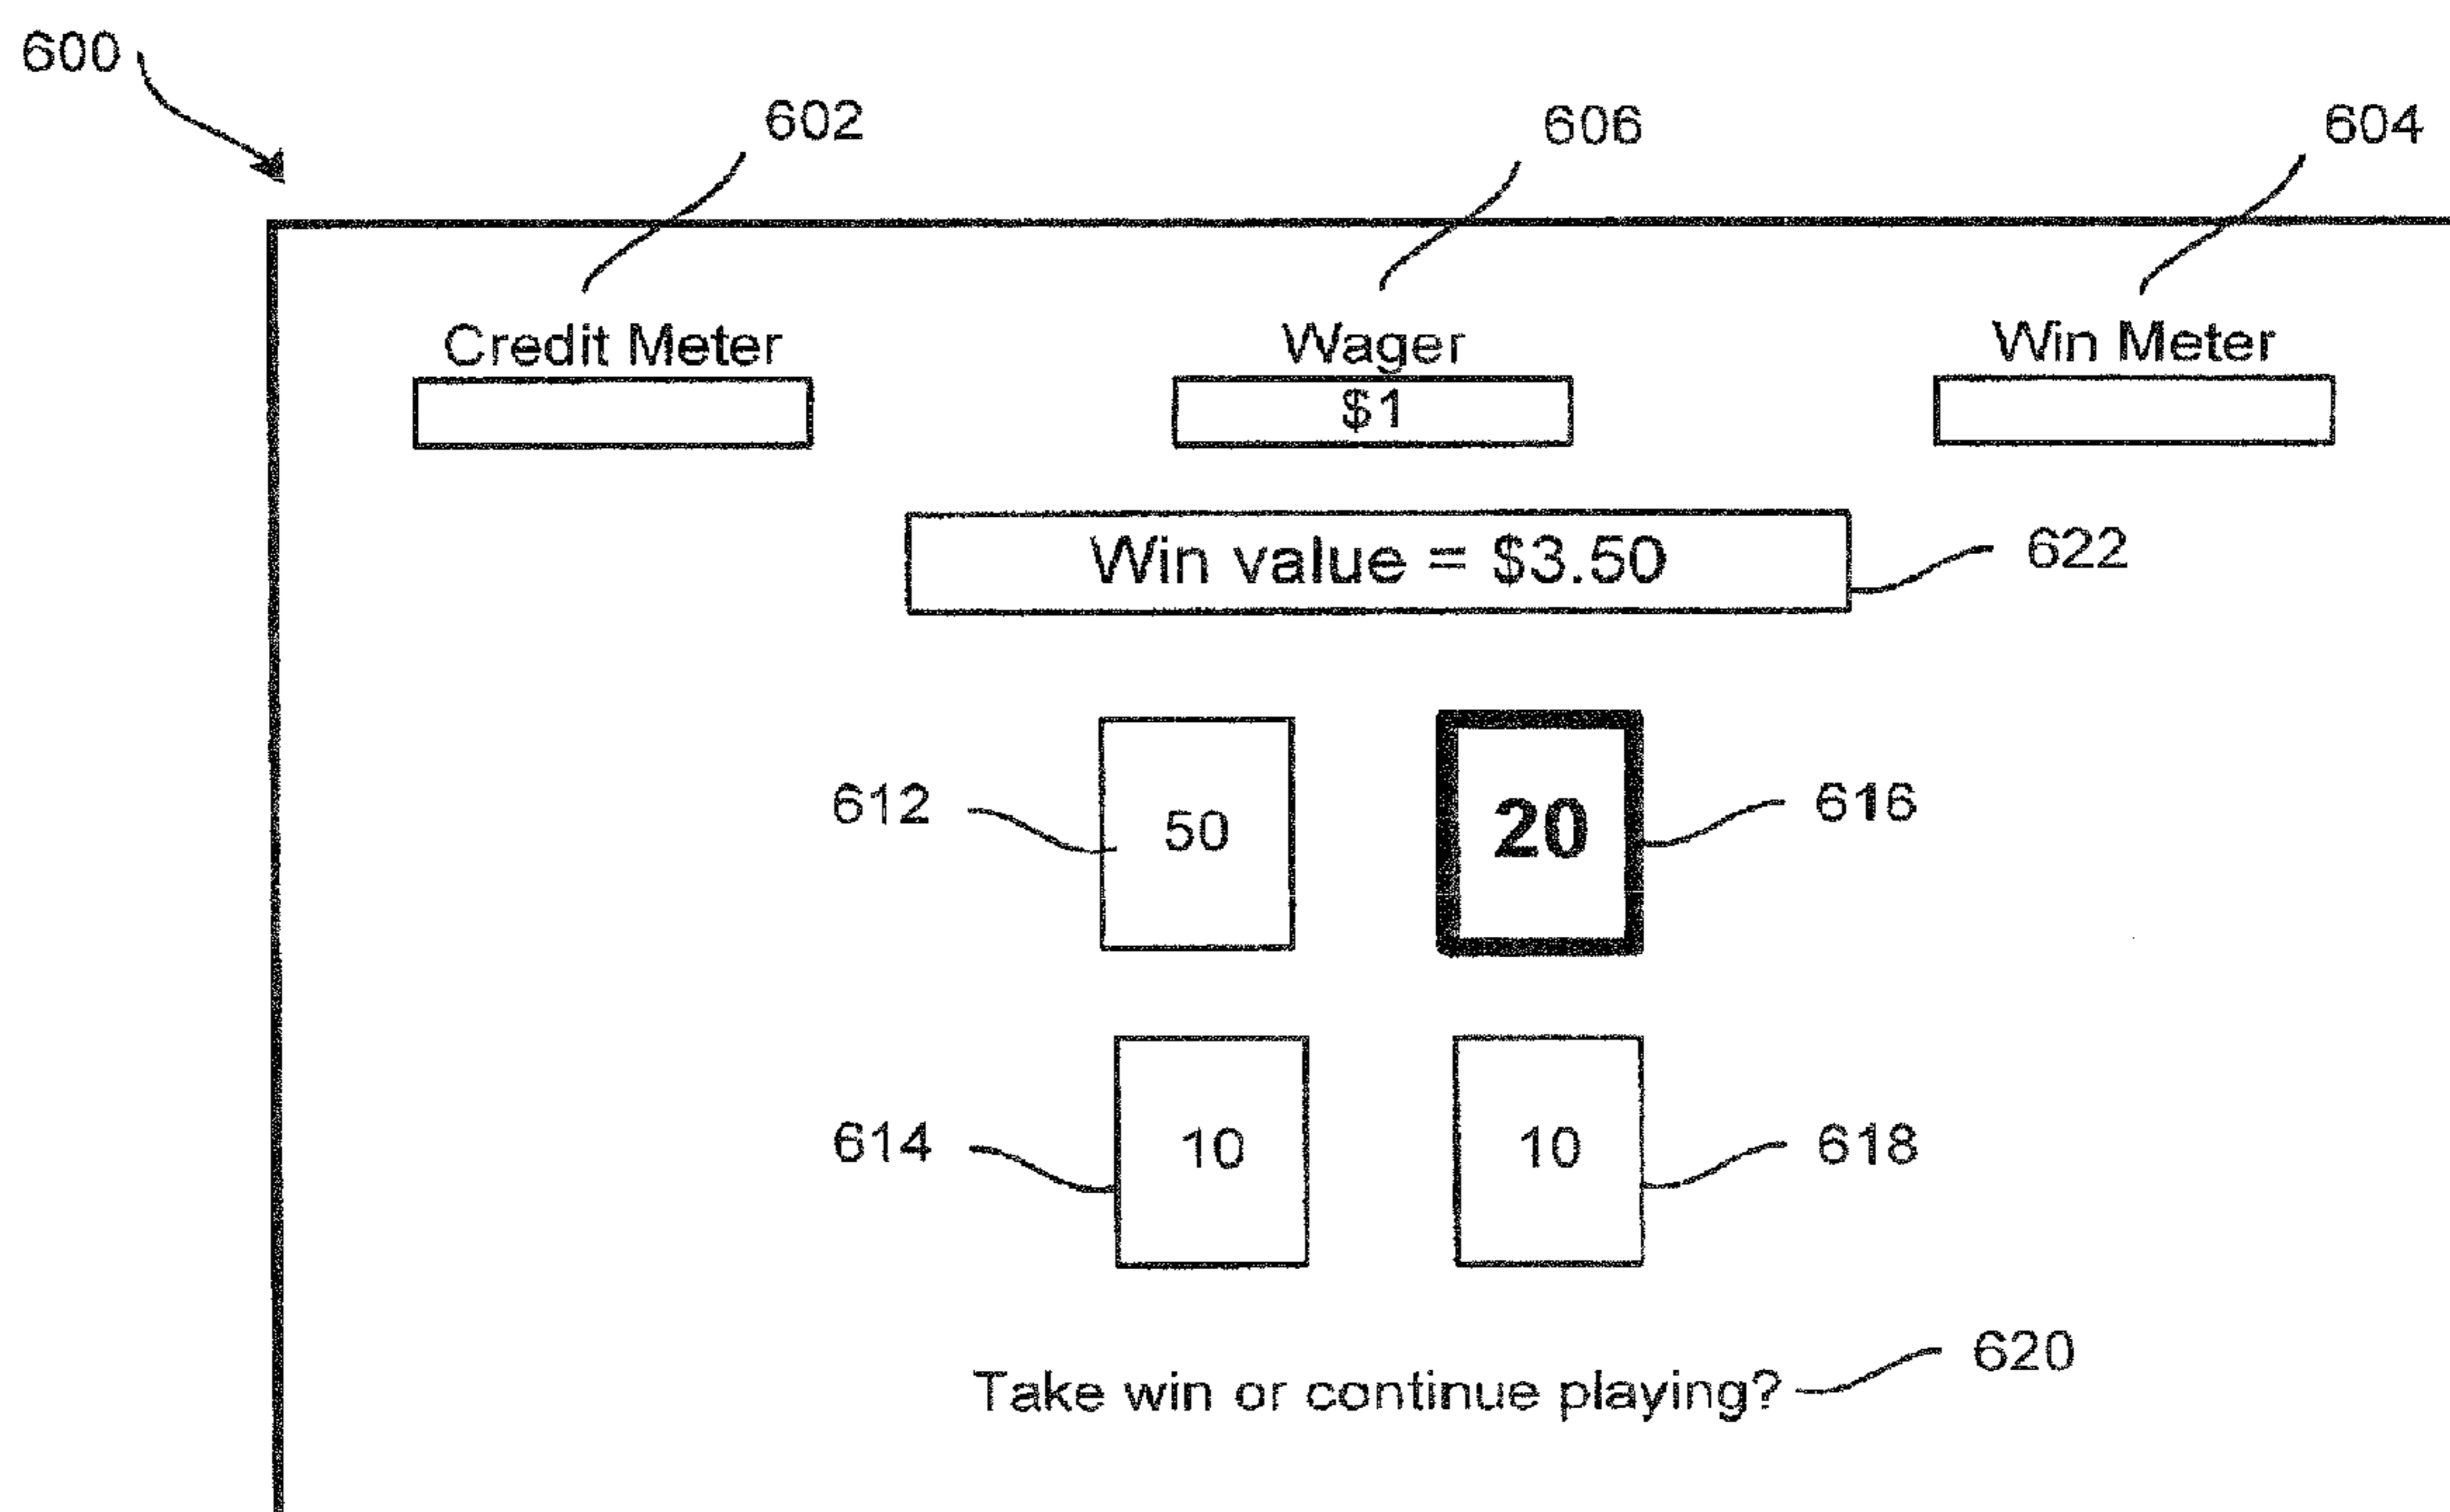 600
602 606 604
Credit Meter Wager Win Meter
$1
Win value = $3.50 622
612 50 20 616
614 10 10 618
Take win or continue playing? 620